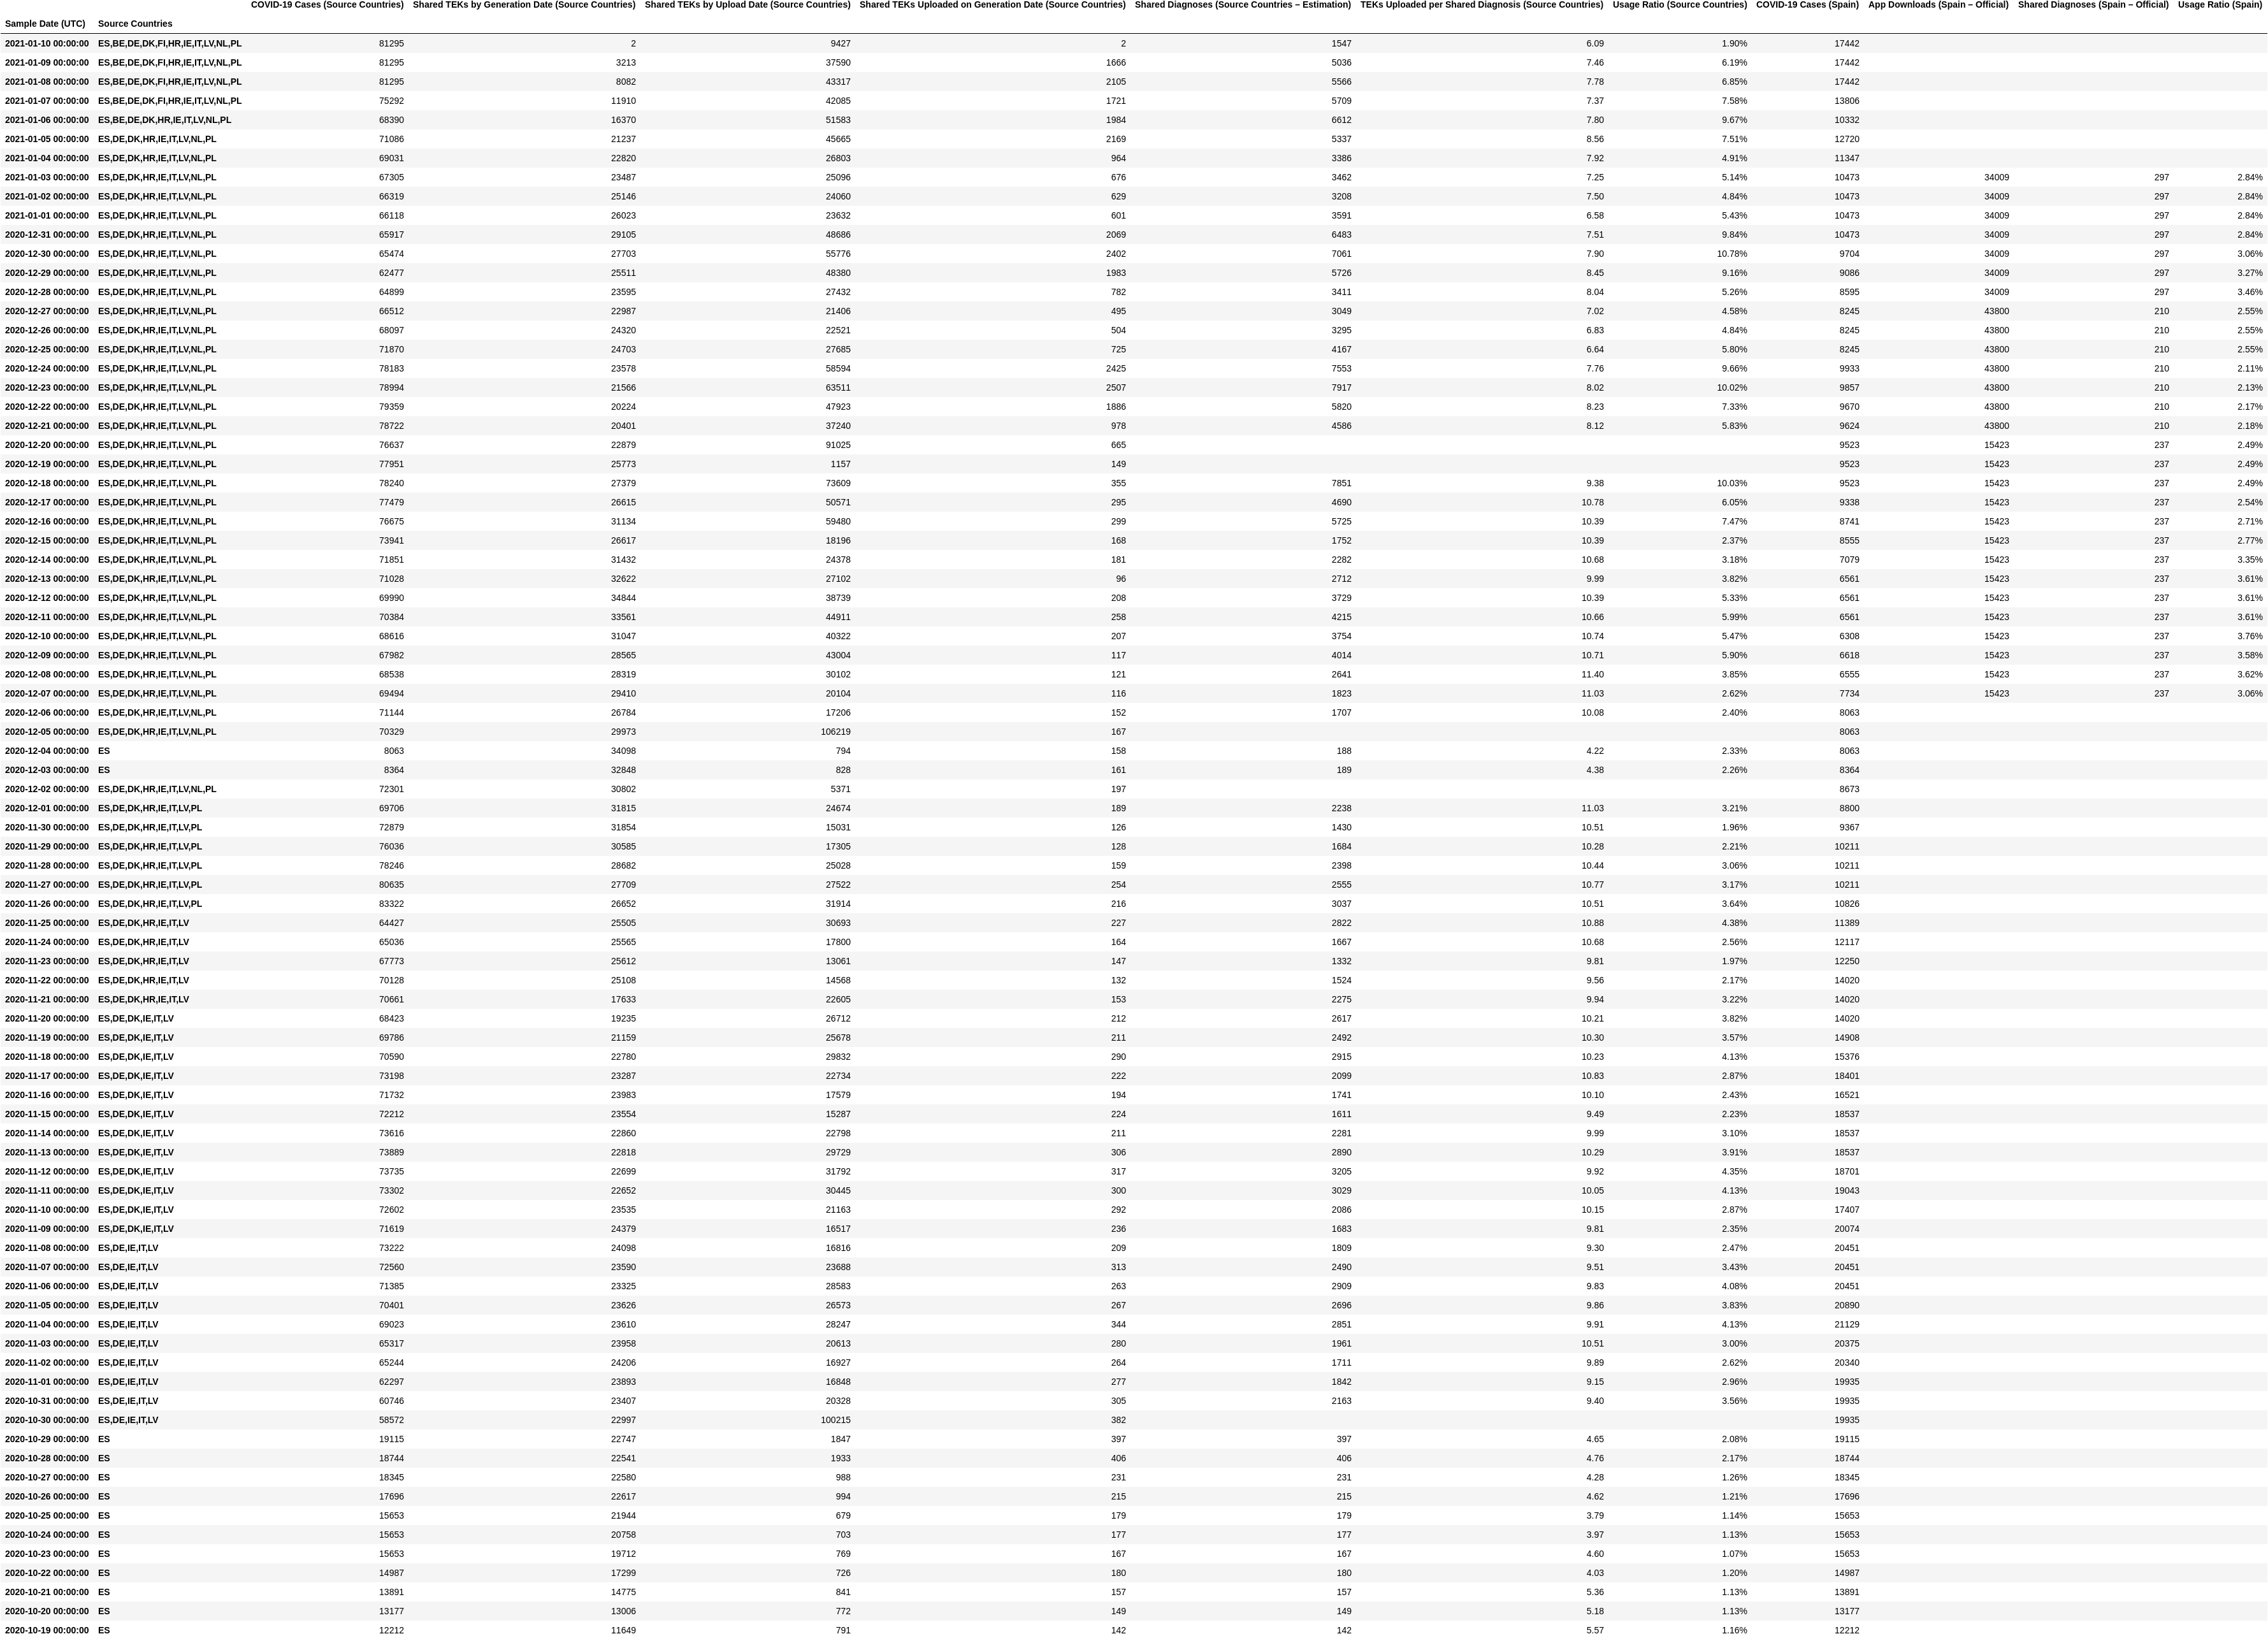 COVID-19 Cases (Source Countries) Shared TEKs by Generation Date (Source Countries) Shared TEKs by Upload Date (Source Countries) Shared TEKs Uploaded on Generation Date (Source Countries) Shared Diagnoses (Source Countries – Estimation) TEKs Uploaded per Shared Diagnosis (Source Countries) Usage Ratio (Source Countries) COVID-19 Cases (Spain) App Downloads (Spain – Official) Shared Diagnoses (Spain – Official) Usage Ratio (Spain)
Sample Date (UTC) Source Countries
2021-01-10 00:00:00 ES,BE,DE,DK,FI,HR,IE,IT,LV,NL,PL 81295 2 9427 2 1547 6.09 1.90% 17442
2021-01-09 00:00:00 ES,BE,DE,DK,FI,HR,IE,IT,LV,NL,PL 81295 3213 37590 1666 5036 7.46 6.19% 17442
2021-01-08 00:00:00 ES,BE,DE,DK,FI,HR,IE,IT,LV,NL,PL 81295 8082 43317 2105 5566 7.78 6.85% 17442
2021-01-07 00:00:00 ES,BE,DE,DK,FI,HR,IE,IT,LV,NL,PL 75292 11910 42085 1721 5709 7.37 7.58% 13806
2021-01-06 00:00:00 ES,BE,DE,DK,HR,IE,IT,LV,NL,PL 68390 16370 51583 1984 6612 7.80 9.67% 10332
2021-01-05 00:00:00 ES,DE,DK,HR,IE,IT,LV,NL,PL 71086 21237 45665 2169 5337 8.56 7.51% 12720
2021-01-04 00:00:00 ES,DE,DK,HR,IE,IT,LV,NL,PL 69031 22820 26803 964 3386 7.92 4.91% 11347
2021-01-03 00:00:00 ES,DE,DK,HR,IE,IT,LV,NL,PL 67305 23487 25096 676 3462 7.25 5.14% 10473 34009 297 2.84%
2021-01-02 00:00:00 ES,DE,DK,HR,IE,IT,LV,NL,PL 66319 25146 24060 629 3208 7.50 4.84% 10473 34009 297 2.84%
2021-01-01 00:00:00 ES,DE,DK,HR,IE,IT,LV,NL,PL 66118 26023 23632 601 3591 6.58 5.43% 10473 34009 297 2.84%
2020-12-31 00:00:00 ES,DE,DK,HR,IE,IT,LV,NL,PL 65917 29105 48686 2069 6483 7.51 9.84% 10473 34009 297 2.84%
2020-12-30 00:00:00 ES,DE,DK,HR,IE,IT,LV,NL,PL 65474 27703 55776 2402 7061 7.90 10.78% 9704 34009 297 3.06%
2020-12-29 00:00:00 ES,DE,DK,HR,IE,IT,LV,NL,PL 62477 25511 48380 1983 5726 8.45 9.16% 9086 34009 297 3.27%
2020-12-28 00:00:00 ES,DE,DK,HR,IE,IT,LV,NL,PL 64899 23595 27432 782 3411 8.04 5.26% 8595 34009 297 3.46%
2020-12-27 00:00:00 ES,DE,DK,HR,IE,IT,LV,NL,PL 66512 22987 21406 495 3049 7.02 4.58% 8245 43800 210 2.55%
2020-12-26 00:00:00 ES,DE,DK,HR,IE,IT,LV,NL,PL 68097 24320 22521 504 3295 6.83 4.84% 8245 43800 210 2.55%
2020-12-25 00:00:00 ES,DE,DK,HR,IE,IT,LV,NL,PL 71870 24703 27685 725 4167 6.64 5.80% 8245 43800 210 2.55%
2020-12-24 00:00:00 ES,DE,DK,HR,IE,IT,LV,NL,PL 78183 23578 58594 2425 7553 7.76 9.66% 9933 43800 210 2.11%
2020-12-23 00:00:00 ES,DE,DK,HR,IE,IT,LV,NL,PL 78994 21566 63511 2507 7917 8.02 10.02% 9857 43800 210 2.13%
2020-12-22 00:00:00 ES,DE,DK,HR,IE,IT,LV,NL,PL 79359 20224 47923 1886 5820 8.23 7.33% 9670 43800 210 2.17%
2020-12-21 00:00:00 ES,DE,DK,HR,IE,IT,LV,NL,PL 78722 20401 37240 978 4586 8.12 5.83% 9624 43800 210 2.18%
2020-12-20 00:00:00 ES,DE,DK,HR,IE,IT,LV,NL,PL 76637 22879 91025 665 9523 15423 237 2.49%
2020-12-19 00:00:00 ES,DE,DK,HR,IE,IT,LV,NL,PL 77951 25773 1157 149 9523 15423 237 2.49%
2020-12-18 00:00:00 ES,DE,DK,HR,IE,IT,LV,NL,PL 78240 27379 73609 355 7851 9.38 10.03% 9523 15423 237 2.49%
2020-12-17 00:00:00 ES,DE,DK,HR,IE,IT,LV,NL,PL 77479 26615 50571 295 4690 10.78 6.05% 9338 15423 237 2.54%
2020-12-16 00:00:00 ES,DE,DK,HR,IE,IT,LV,NL,PL 76675 31134 59480 299 5725 10.39 7.47% 8741 15423 237 2.71%
2020-12-15 00:00:00 ES,DE,DK,HR,IE,IT,LV,NL,PL 73941 26617 18196 168 1752 10.39 2.37% 8555 15423 237 2.77%
2020-12-14 00:00:00 ES,DE,DK,HR,IE,IT,LV,NL,PL 71851 31432 24378 181 2282 10.68 3.18% 7079 15423 237 3.35%
2020-12-13 00:00:00 ES,DE,DK,HR,IE,IT,LV,NL,PL 71028 32622 27102 96 2712 9.99 3.82% 6561 15423 237 3.61%
2020-12-12 00:00:00 ES,DE,DK,HR,IE,IT,LV,NL,PL 69990 34844 38739 208 3729 10.39 5.33% 6561 15423 237 3.61%
2020-12-11 00:00:00 ES,DE,DK,HR,IE,IT,LV,NL,PL 70384 33561 44911 258 4215 10.66 5.99% 6561 15423 237 3.61%
2020-12-10 00:00:00 ES,DE,DK,HR,IE,IT,LV,NL,PL 68616 31047 40322 207 3754 10.74 5.47% 6308 15423 237 3.76%
2020-12-09 00:00:00 ES,DE,DK,HR,IE,IT,LV,NL,PL 67982 28565 43004 117 4014 10.71 5.90% 6618 15423 237 3.58%
2020-12-08 00:00:00 ES,DE,DK,HR,IE,IT,LV,NL,PL 68538 28319 30102 121 2641 11.40 3.85% 6555 15423 237 3.62%
2020-12-07 00:00:00 ES,DE,DK,HR,IE,IT,LV,NL,PL 69494 29410 20104 116 1823 11.03 2.62% 7734 15423 237 3.06%
2020-12-06 00:00:00 ES,DE,DK,HR,IE,IT,LV,NL,PL 71144 26784 17206 152 1707 10.08 2.40% 8063
2020-12-05 00:00:00 ES,DE,DK,HR,IE,IT,LV,NL,PL 70329 29973 106219 167 8063
2020-12-04 00:00:00 ES 8063 34098 794 158 188 4.22 2.33% 8063
2020-12-03 00:00:00 ES 8364 32848 828 161 189 4.38 2.26% 8364
2020-12-02 00:00:00 ES,DE,DK,HR,IE,IT,LV,NL,PL 72301 30802 5371 197 8673
2020-12-01 00:00:00 ES,DE,DK,HR,IE,IT,LV,PL 69706 31815 24674 189 2238 11.03 3.21% 8800
2020-11-30 00:00:00 ES,DE,DK,HR,IE,IT,LV,PL 72879 31854 15031 126 1430 10.51 1.96% 9367
2020-11-29 00:00:00 ES,DE,DK,HR,IE,IT,LV,PL 76036 30585 17305 128 1684 10.28 2.21% 10211
2020-11-28 00:00:00 ES,DE,DK,HR,IE,IT,LV,PL 78246 28682 25028 159 2398 10.44 3.06% 10211
2020-11-27 00:00:00 ES,DE,DK,HR,IE,IT,LV,PL 80635 27709 27522 254 2555 10.77 3.17% 10211
2020-11-26 00:00:00 ES,DE,DK,HR,IE,IT,LV,PL 83322 26652 31914 216 3037 10.51 3.64% 10826
2020-11-25 00:00:00 ES,DE,DK,HR,IE,IT,LV 64427 25505 30693 227 2822 10.88 4.38% 11389
2020-11-24 00:00:00 ES,DE,DK,HR,IE,IT,LV 65036 25565 17800 164 1667 10.68 2.56% 12117
2020-11-23 00:00:00 ES,DE,DK,HR,IE,IT,LV 67773 25612 13061 147 1332 9.81 1.97% 12250
2020-11-22 00:00:00 ES,DE,DK,HR,IE,IT,LV 70128 25108 14568 132 1524 9.56 2.17% 14020
2020-11-21 00:00:00 ES,DE,DK,HR,IE,IT,LV 70661 17633 22605 153 2275 9.94 3.22% 14020
2020-11-20 00:00:00 ES,DE,DK,IE,IT,LV 68423 19235 26712 212 2617 10.21 3.82% 14020
2020-11-19 00:00:00 ES,DE,DK,IE,IT,LV 69786 21159 25678 211 2492 10.30 3.57% 14908
2020-11-18 00:00:00 ES,DE,DK,IE,IT,LV 70590 22780 29832 290 2915 10.23 4.13% 15376
2020-11-17 00:00:00 ES,DE,DK,IE,IT,LV 73198 23287 22734 222 2099 10.83 2.87% 18401
2020-11-16 00:00:00 ES,DE,DK,IE,IT,LV 71732 23983 17579 194 1741 10.10 2.43% 16521
2020-11-15 00:00:00 ES,DE,DK,IE,IT,LV 72212 23554 15287 224 1611 9.49 2.23% 18537
2020-11-14 00:00:00 ES,DE,DK,IE,IT,LV 73616 22860 22798 211 2281 9.99 3.10% 18537
2020-11-13 00:00:00 ES,DE,DK,IE,IT,LV 73889 22818 29729 306 2890 10.29 3.91% 18537
2020-11-12 00:00:00 ES,DE,DK,IE,IT,LV 73735 22699 31792 317 3205 9.92 4.35% 18701
2020-11-11 00:00:00 ES,DE,DK,IE,IT,LV 73302 22652 30445 300 3029 10.05 4.13% 19043
2020-11-10 00:00:00 ES,DE,DK,IE,IT,LV 72602 23535 21163 292 2086 10.15 2.87% 17407
2020-11-09 00:00:00 ES,DE,DK,IE,IT,LV 71619 24379 16517 236 1683 9.81 2.35% 20074
2020-11-08 00:00:00 ES,DE,IE,IT,LV 73222 24098 16816 209 1809 9.30 2.47% 20451
2020-11-07 00:00:00 ES,DE,IE,IT,LV 72560 23590 23688 313 2490 9.51 3.43% 20451
2020-11-06 00:00:00 ES,DE,IE,IT,LV 71385 23325 28583 263 2909 9.83 4.08% 20451
2020-11-05 00:00:00 ES,DE,IE,IT,LV 70401 23626 26573 267 2696 9.86 3.83% 20890
2020-11-04 00:00:00 ES,DE,IE,IT,LV 69023 23610 28247 344 2851 9.91 4.13% 21129
2020-11-03 00:00:00 ES,DE,IE,IT,LV 65317 23958 20613 280 1961 10.51 3.00% 20375
2020-11-02 00:00:00 ES,DE,IE,IT,LV 65244 24206 16927 264 1711 9.89 2.62% 20340
2020-11-01 00:00:00 ES,DE,IE,IT,LV 62297 23893 16848 277 1842 9.15 2.96% 19935
2020-10-31 00:00:00 ES,DE,IE,IT,LV 60746 23407 20328 305 2163 9.40 3.56% 19935
2020-10-30 00:00:00 ES,DE,IE,IT,LV 58572 22997 100215 382 19935
2020-10-29 00:00:00 ES 19115 22747 1847 397 397 4.65 2.08% 19115
2020-10-28 00:00:00 ES 18744 22541 1933 406 406 4.76 2.17% 18744
2020-10-27 00:00:00 ES 18345 22580 988 231 231 4.28 1.26% 18345
2020-10-26 00:00:00 ES 17696 22617 994 215 215 4.62 1.21% 17696
2020-10-25 00:00:00 ES 15653 21944 679 179 179 3.79 1.14% 15653
2020-10-24 00:00:00 ES 15653 20758 703 177 177 3.97 1.13% 15653
2020-10-23 00:00:00 ES 15653 19712 769 167 167 4.60 1.07% 15653
2020-10-22 00:00:00 ES 14987 17299 726 180 180 4.03 1.20% 14987
2020-10-21 00:00:00 ES 13891 14775 841 157 157 5.36 1.13% 13891
2020-10-20 00:00:00 ES 13177 13006 772 149 149 5.18 1.13% 13177
2020-10-19 00:00:00 ES 12212 11649 791 142 142 5.57 1.16% 12212